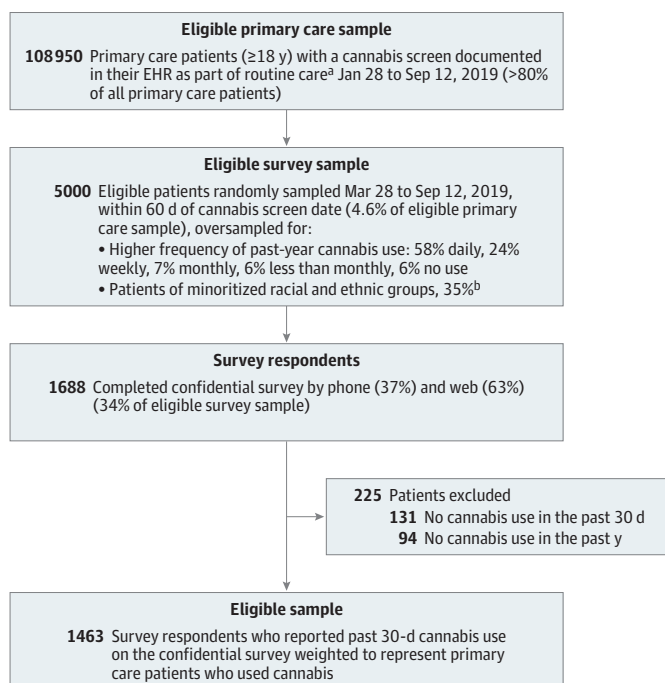 Eligible primary care sample
108950 Primary care patients (≥18 y) with a cannabis screen documented
in their EHR as part of routine careᵃ Jan 28 to Sep 12, 2019 (>80%
of all primary care patients)
Eligible survey sample
5000 Eligible patients randomly sampled Mar 28 to Sep 12, 2019,
within 60 d of cannabis screen date (4.6% of eligible primary
care sample), oversampled for:
• Higher frequency of past-year cannabis use: 58% daily, 24%
weekly, 7% monthly, 6% less than monthly, 6% no use
• Patients of minoritized racial and ethnic groups, 35%ᵇ
Survey respondents
1688 Completed confidential survey by phone (37%) and web (63%)
(34% of eligible survey sample)
225 Patients excluded
131 No cannabis use in the past 30 d
94 No cannabis use in the past y
Eligible sample
1463 Survey respondents who reported past 30-d cannabis use
on the confidential survey weighted to represent primary
care patients who used cannabis